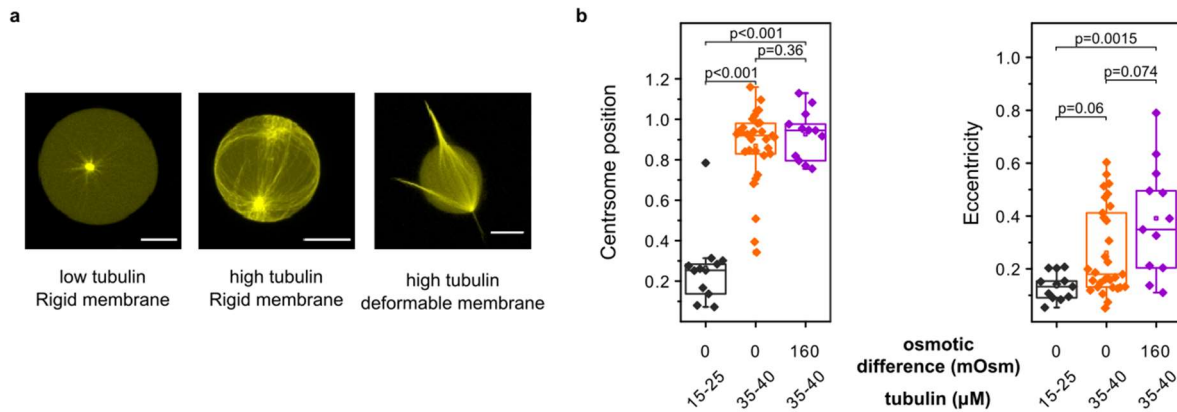 a
low tubulin
Rigid membrane
high tubulin
Rigid membrane
high tubulin
deformable membrane
b
Centrsome position
1.2
1.0
0.8
0.6
0.4
0.2
p<0.001
p=0.36
p<0.001
0
0
160
15-25
35-40
35-40
osmotic
difference (mOsm)
tubulin (µM)
Eccentricity
1.0
0.8
0.6
0.4
0.2
p=0.0015
p=0.074
p=0.06
0
0
160
15-25
35-40
35-40